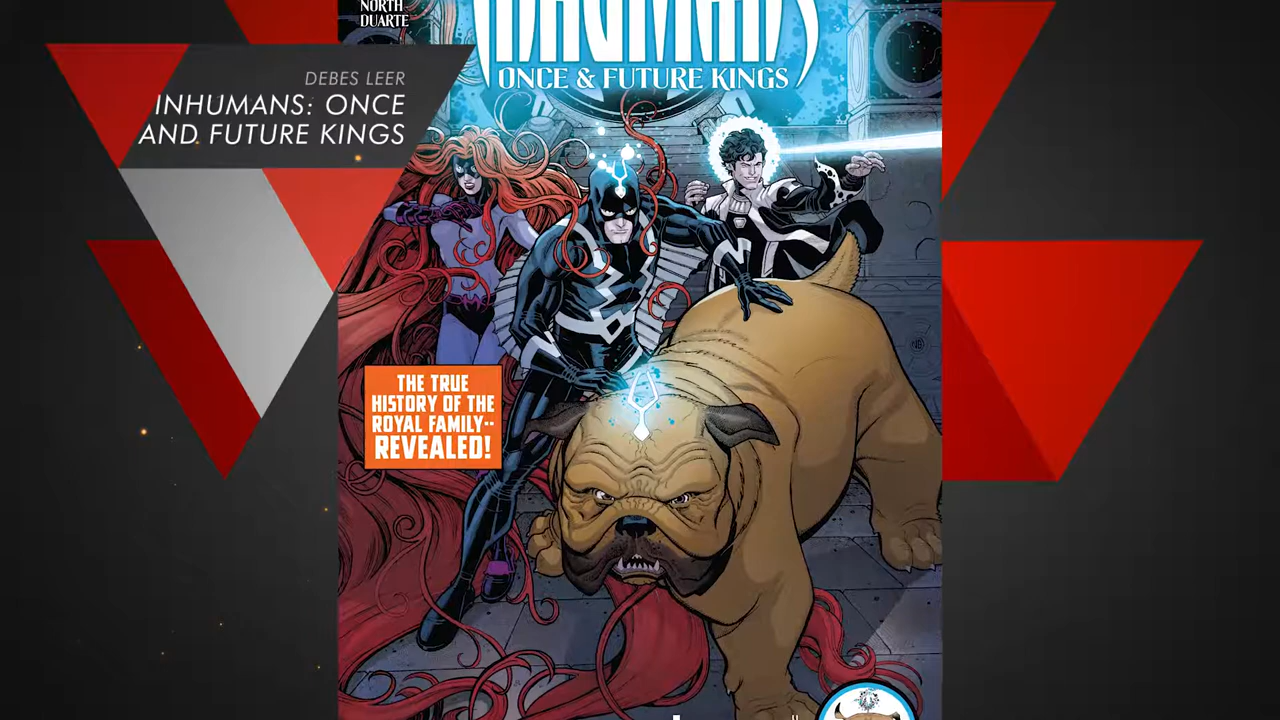 NORTH
DUARTE
INHUMANS
ONCE & FUTURE KINGS
DEBES LEER
INHUMANS: ONCE
AND FUTURE KINGS
THE TRUE
HISTORY OF THE
ROYAL FAMILY--
REVEALED!